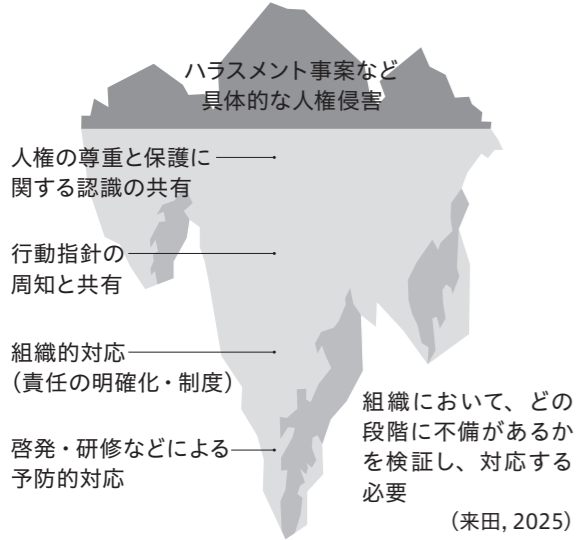 ハラスメント事案など
具体的な人権侵害
人権の尊重と保護に
関する認識の共有
行動指針の
周知と共有
組織的対応
（責任の明確化・制度）
啓発・研修などによる
予防的対応
組織において、どの
段階に不備があるか
を検証し、対応する
必要
（来田, 2025）